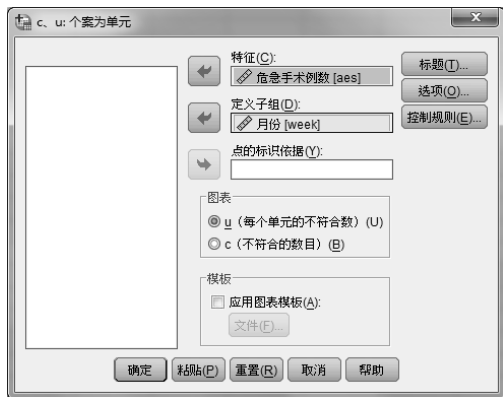 c、u: 个案为单元
特征(C):
危急手术例数 [aes]
定义子组(D):
月份 [week]
点的标识依据(Y):
标题(T)...
选项(O)...
控制规则(E)...
图表
u（每个单元的不符合数）(U)
c（不符合的数目）(B)
模板
应用图表模板(A):
文件(F)...
确定
粘贴(P)
重置(R)
取消
帮助